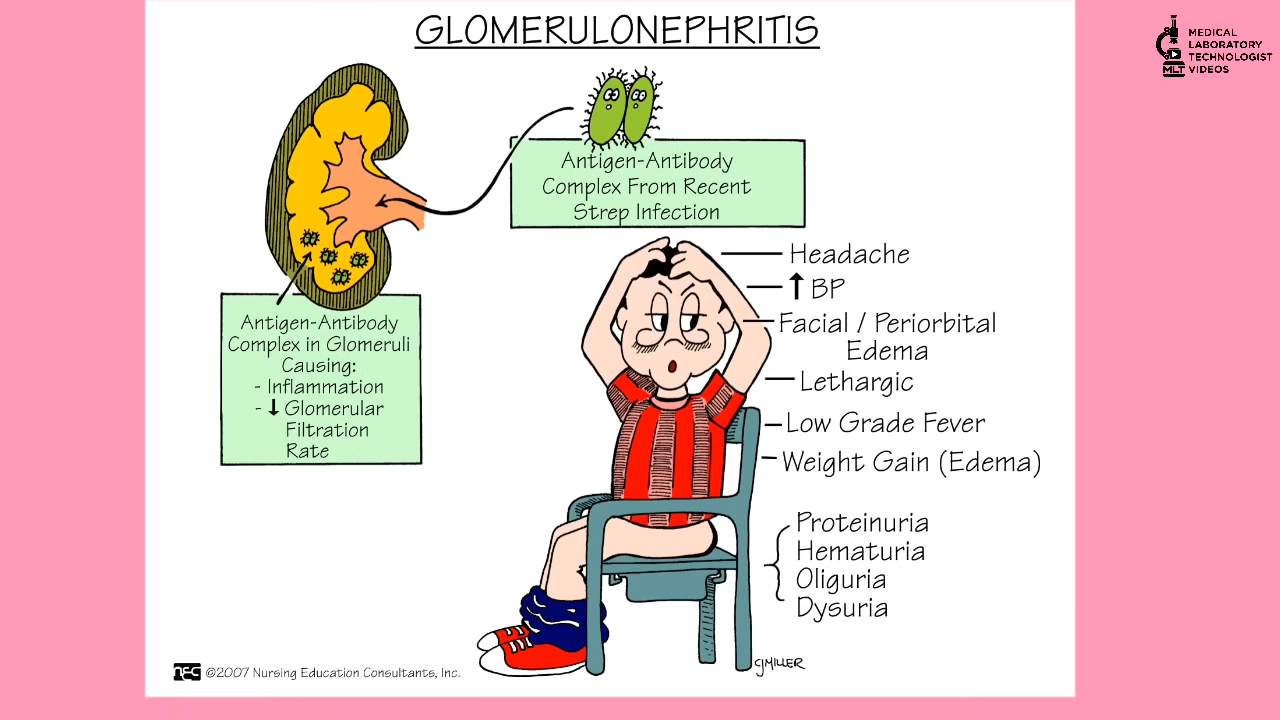 GLOMERULONEPHRITIS
MEDICAL
LABORATORY
TECHNOLOGIST
MLT VIDEOS
Antigen-Antibody
Complex From Recent
Strep Infection
Headache
↑ BP
Facial / Periorbital
Edema
Lethargic
Low Grade Fever
Weight Gain (Edema)
Proteinuria
Hematuria
Oliguria
Dysuria
Antigen-Antibody
Complex in Glomeruli
Causing:
- Inflammation
- ↓ Glomerular
Filtration
Rate
NEC ©2007 Nursing Education Consultants, Inc.
CJMILLER